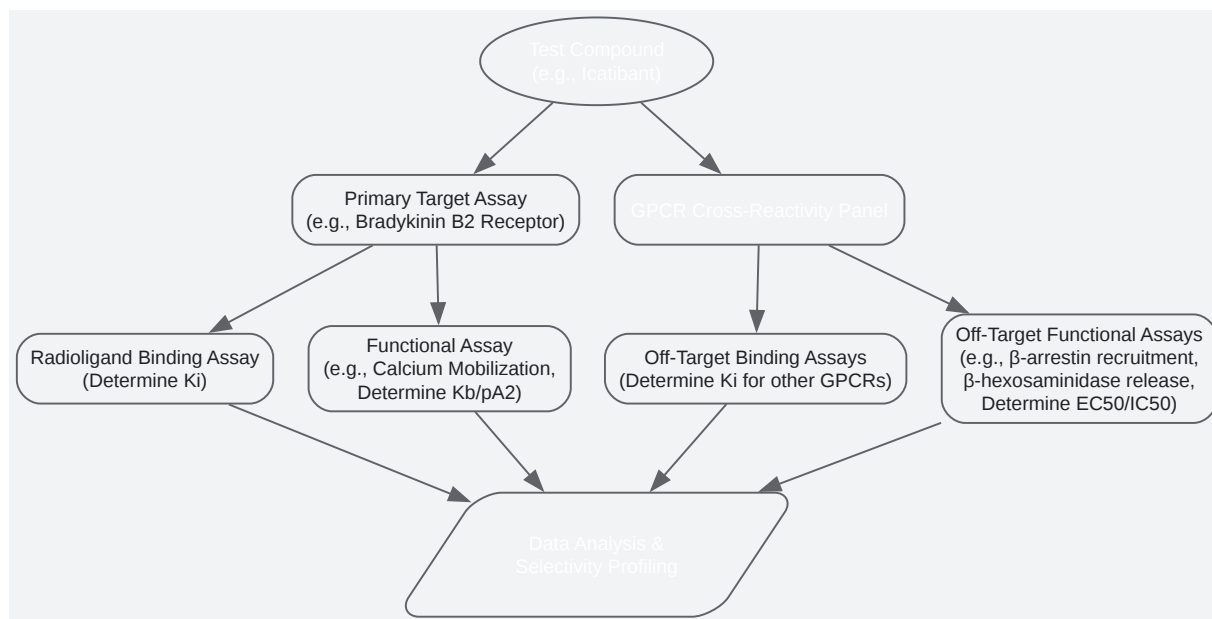 Test Compound
(e.g., Icatibant)
Primary Target Assay
(e.g., Bradykinin B2 Receptor)
GPCR Cross-Reactivity Panel
Radioligand Binding Assay
(Determine Ki)
Functional Assay
(e.g., Calcium Mobilization,
Determine Kb/pA2)
Off-Target Binding Assays
(Determine Ki for other GPCRs)
Off-Target Functional Assays
(e.g., β-arrestin recruitment,
β-hexosaminidase release,
Determine EC50/IC50)
Data Analysis &
Selectivity Profiling